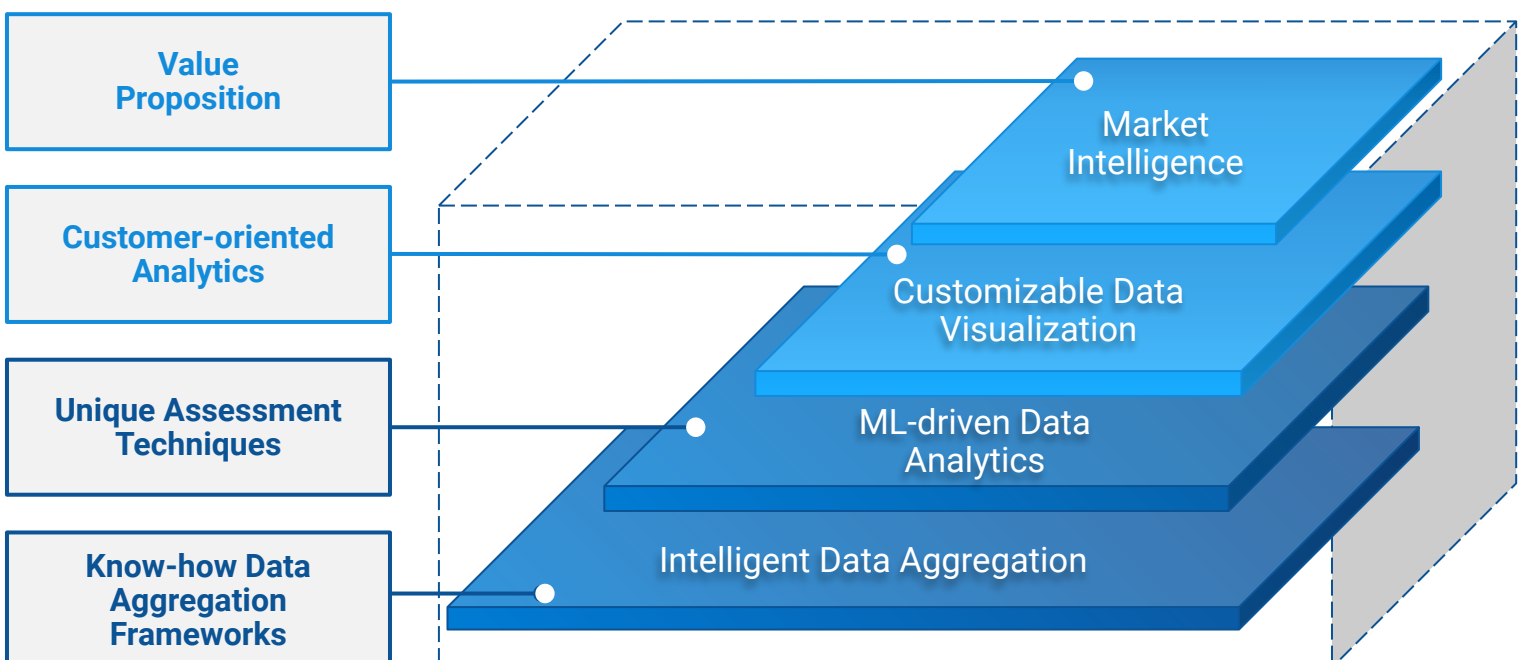 Value
Proposition
Market
Intelligence
Customer-oriented
Analytics
Customizable Data
Visualization
Unique Assessment
Techniques
ML-driven Data
Analytics
Know-how Data
Aggregation
Frameworks
Intelligent Data Aggregation